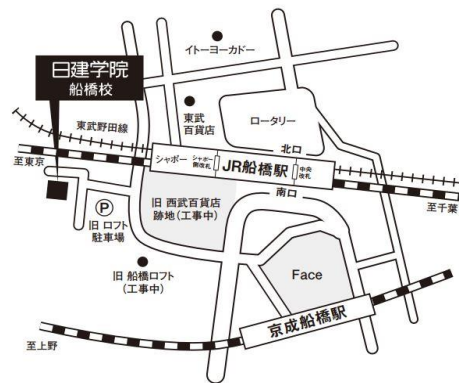 イトーヨーカドー
日建学院
船橋校
東武
百貨店
ロータリー
東武野田線
北口
至東京
シャポー
シャポー
側改札
JR船橋駅
中央
改札
南口
至千葉
旧 西武百貨店
跡地(工事中)
P
旧 ロフト
駐車場
旧 船橋ロフト
(工事中)
Face
京成船橋駅
至上野